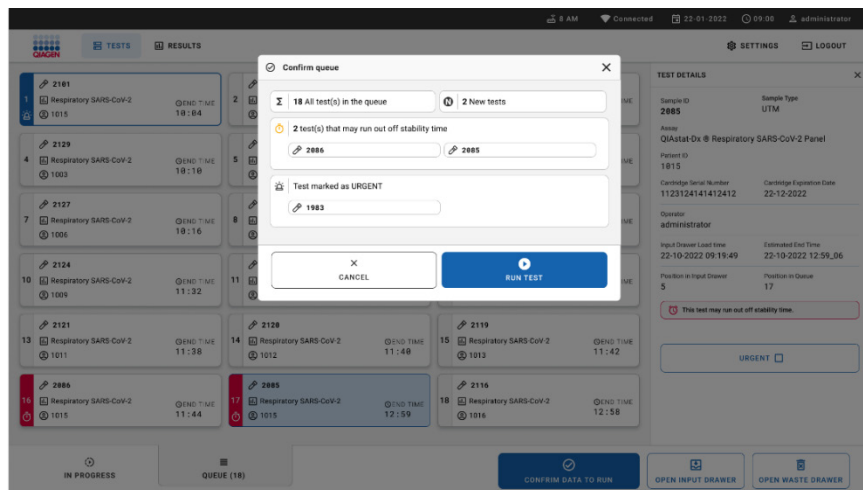 8 AM Connected 22-01-2022 09:00 administrator
QIAGEN TESTS RESULTS SETTINGS LOGOUT
Confirm queue
18 All test(s) in the queue
2 New tests
2 test(s) that may run out off stability time
2086
2085
Test marked as URGENT
1983
CANCEL
RUN TEST
1
2101
Respiratory SARS-CoV-2
1015
END TIME
10:04
2
4
2129
Respiratory SARS-CoV-2
1003
END TIME
10:10
5
7
2127
Respiratory SARS-CoV-2
1006
END TIME
10:16
8
10
2124
Respiratory SARS-CoV-2
1009
END TIME
11:32
11
13
2121
Respiratory SARS-CoV-2
1011
END TIME
11:38
14
2120
Respiratory SARS-CoV-2
1012
END TIME
11:40
15
2119
Respiratory SARS-CoV-2
1013
END TIME
11:42
16
2086
Respiratory SARS-CoV-2
1015
END TIME
11:44
17
2085
Respiratory SARS-CoV-2
1015
END TIME
12:59
18
2116
Respiratory SARS-CoV-2
1016
END TIME
12:58
TEST DETAILS
Sample ID
2085
Sample Type
UTM
Assay
QIAstat-Dx ® Respiratory SARS-CoV-2 Panel
Patient ID
1015
Cartridge Serial Number
1123124141412412
Cartridge Expiration Date
22-12-2022
Operator
administrator
Input Drawer Load time
22-10-2022 09:19:49
Estimated End Time
22-10-2022 12:59_06
Position in Input Drawer
5
Position in Queue
17
This test may run out off stability time.
URGENT
IN PROGRESS
QUEUE (18)
CONFRIM DATA TO RUN
OPEN INPUT DRAWER
OPEN WASTE DRAWER